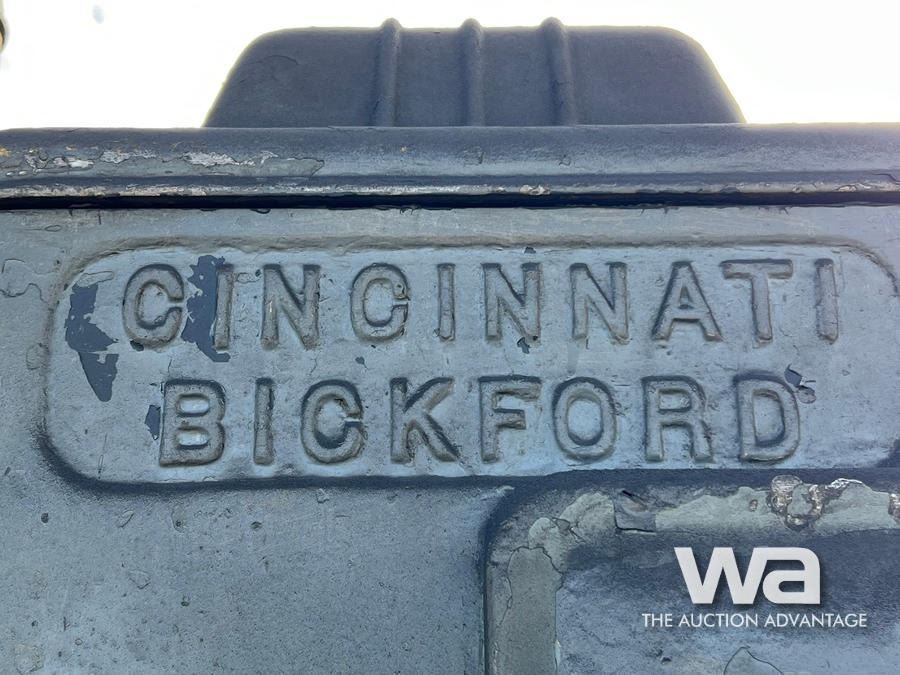 CINCINNATI
BICKFORD
wa
THE AUCTION ADVANTAGE